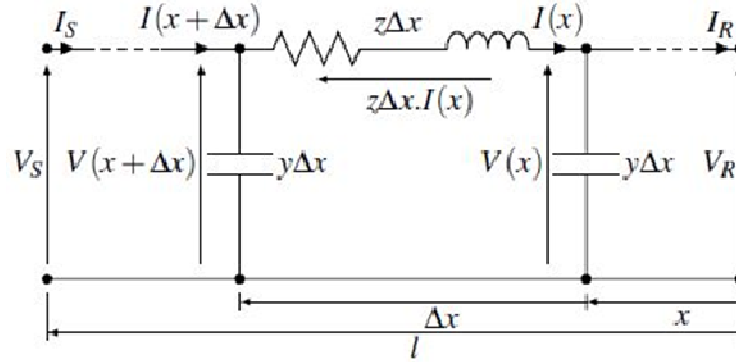 I_S I(x + Δx) zΔx I(x) I_R
zΔx.I(x)
V_S V(x + Δx) yΔx V(x) yΔx V_R
Δx x
l